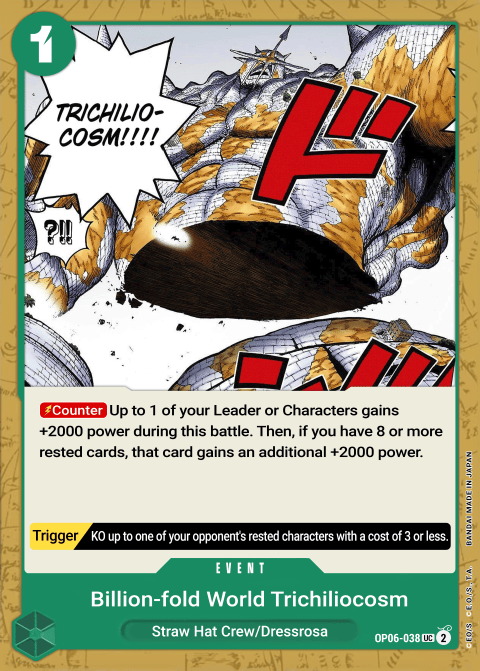 1
TRICHILIO-
COSM!!!!
?!!
ド
Counter Up to 1 of your Leader or Characters gains
+2000 power during this battle. Then, if you have 8 or more
rested cards, that card gains an additional +2000 power.
Trigger KO up to one of your opponent's rested characters with a cost of 3 or less.
EVENT
Billion-fold World Trichiliocosm
Straw Hat Crew/Dressrosa
OP06-038 UC 2
©E.O/S. ©E.O./S.,T.A. BANDAI MADE IN JAPAN